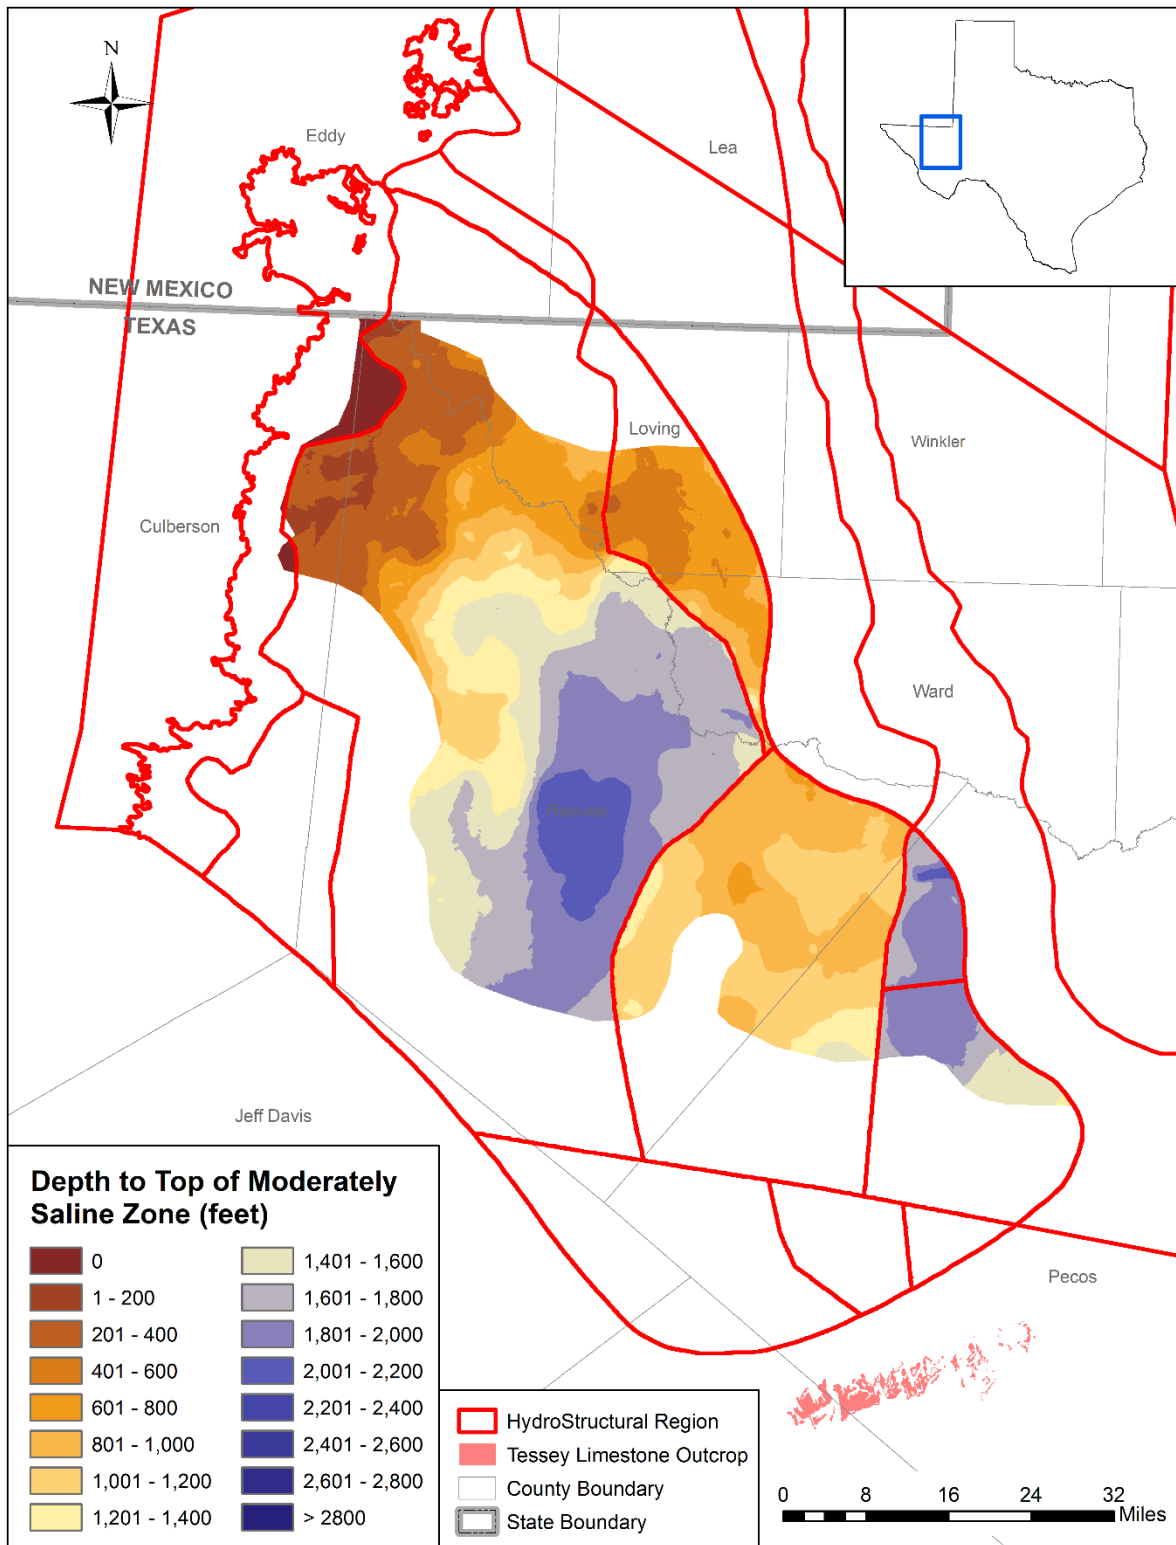 N
Eddy
Lea
NEW MEXICO
TEXAS
Loving
Winkler
Culberson
Ward
Reeves
Jeff Davis
Pecos
Depth to Top of Moderately
Saline Zone (feet)
0
1 - 200
201 - 400
401 - 600
601 - 800
801 - 1,000
1,001 - 1,200
1,201 - 1,400
1,401 - 1,600
1,601 - 1,800
1,801 - 2,000
2,001 - 2,200
2,201 - 2,400
2,401 - 2,600
2,601 - 2,800
> 2800
HydroStructural Region
Tessey Limestone Outcrop
County Boundary
State Boundary
0 8 16 24 32
Miles